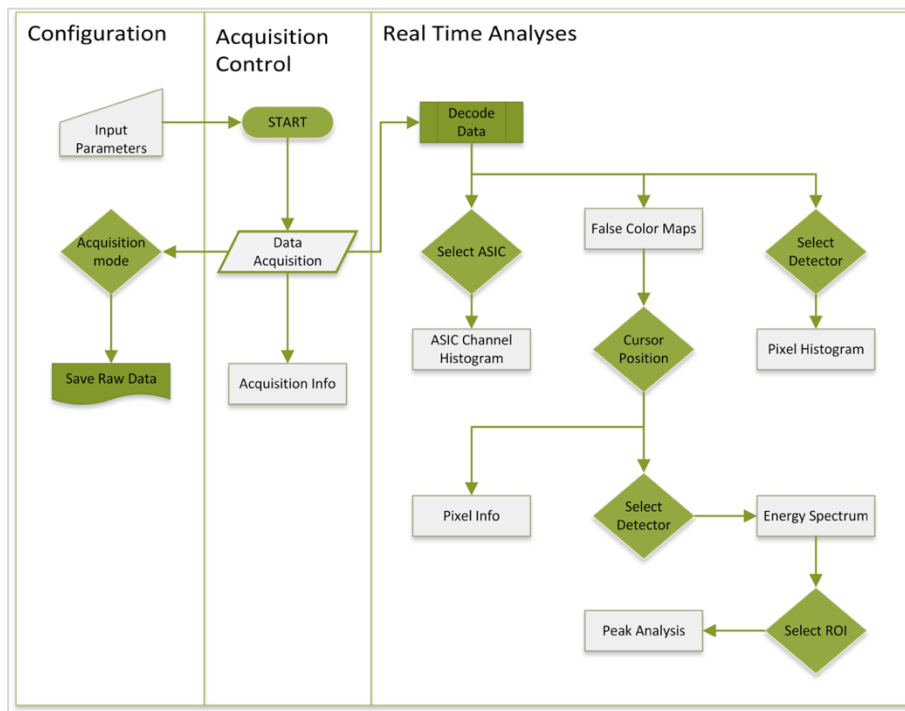 Configuration
Acquisition
Control
Real Time Analyses
Input
Parameters
START
Decode
Data
Acquisition
mode
Data
Acquisition
Select ASIC
False Color Maps
Select
Detector
ASIC Channel
Histogram
Cursor
Position
Pixel Histogram
Save Raw Data
Acquisition Info
Pixel Info
Select
Detector
Energy Spectrum
Peak Analysis
Select ROI